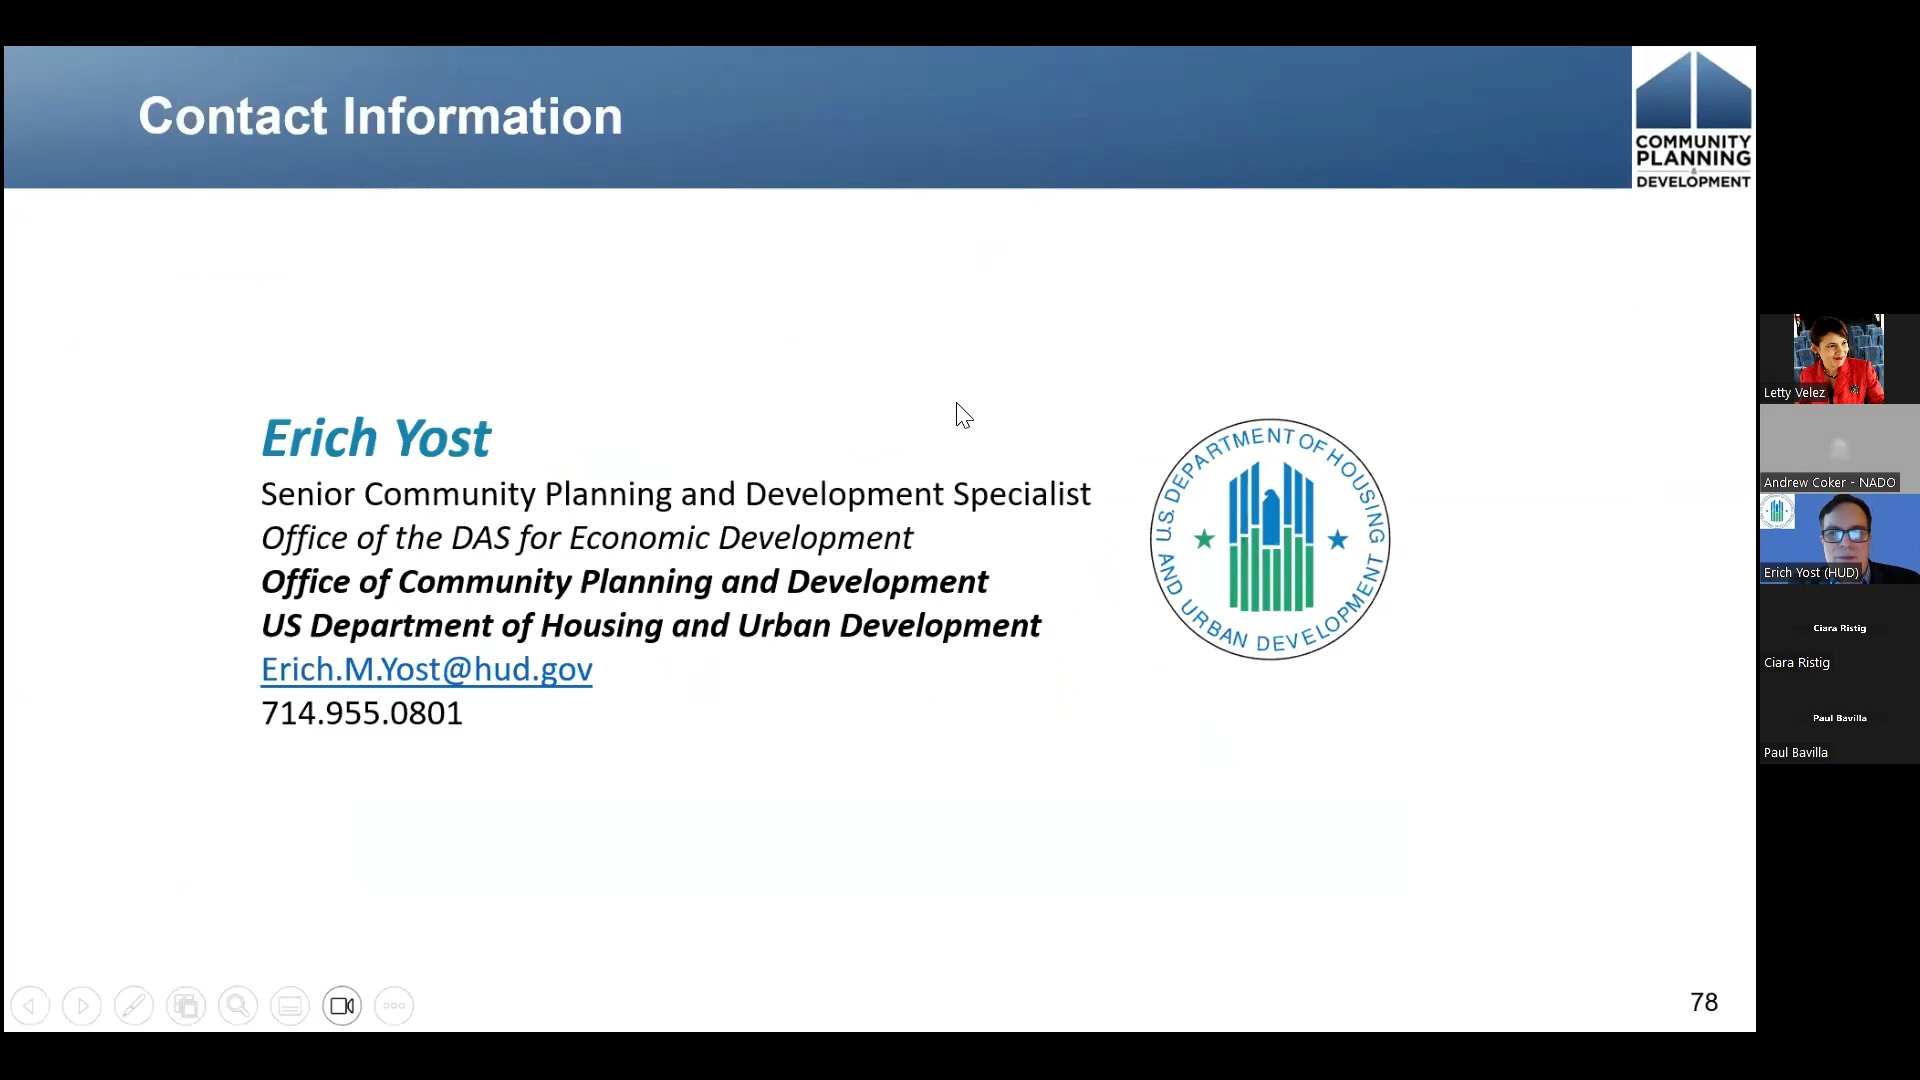 Contact Information
COMMUNITY
PLANNING
&
DEVELOPMENT
Erich Yost
Senior Community Planning and Development Specialist
Office of the DAS for Economic Development
Office of Community Planning and Development
US Department of Housing and Urban Development
Erich.M.Yost@hud.gov
714.955.0801
U.S. DEPARTMENT OF HOUSING
AND URBAN DEVELOPMENT
78
Letty Velez
Andrew Coker - NADO
Erich Yost (HUD)
Ciara Ristig
Ciara Ristig
Paul Bavilla
Paul Bavilla